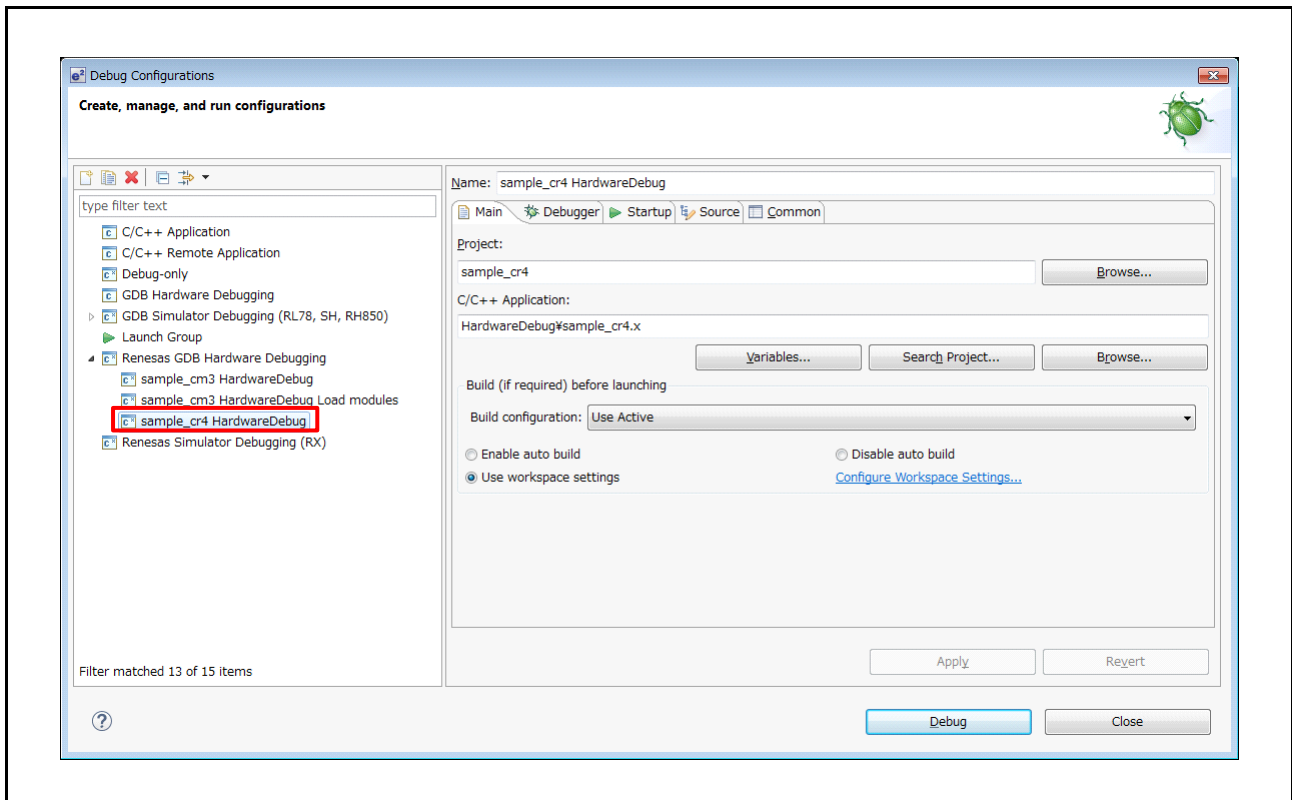 e² Debug Configurations
Create, manage, and run configurations
type filter text
C/C++ Application
C/C++ Remote Application
Debug-only
GDB Hardware Debugging
GDB Simulator Debugging (RL78, SH, RH850)
Launch Group
Renesas GDB Hardware Debugging
sample_cm3 HardwareDebug
sample_cm3 HardwareDebug Load modules
sample_cr4 HardwareDebug
Renesas Simulator Debugging (RX)
Filter matched 13 of 15 items
Name: sample_cr4 HardwareDebug
Main Debugger Startup Source Common
Project:
sample_cr4 Browse...
C/C++ Application:
HardwareDebug¥sample_cr4.x
Variables... Search Project... Browse...
Build (if required) before launching
Build configuration: Use Active
Enable auto build Disable auto build
Use workspace settings Configure Workspace Settings...
Apply Revert
? Debug Close